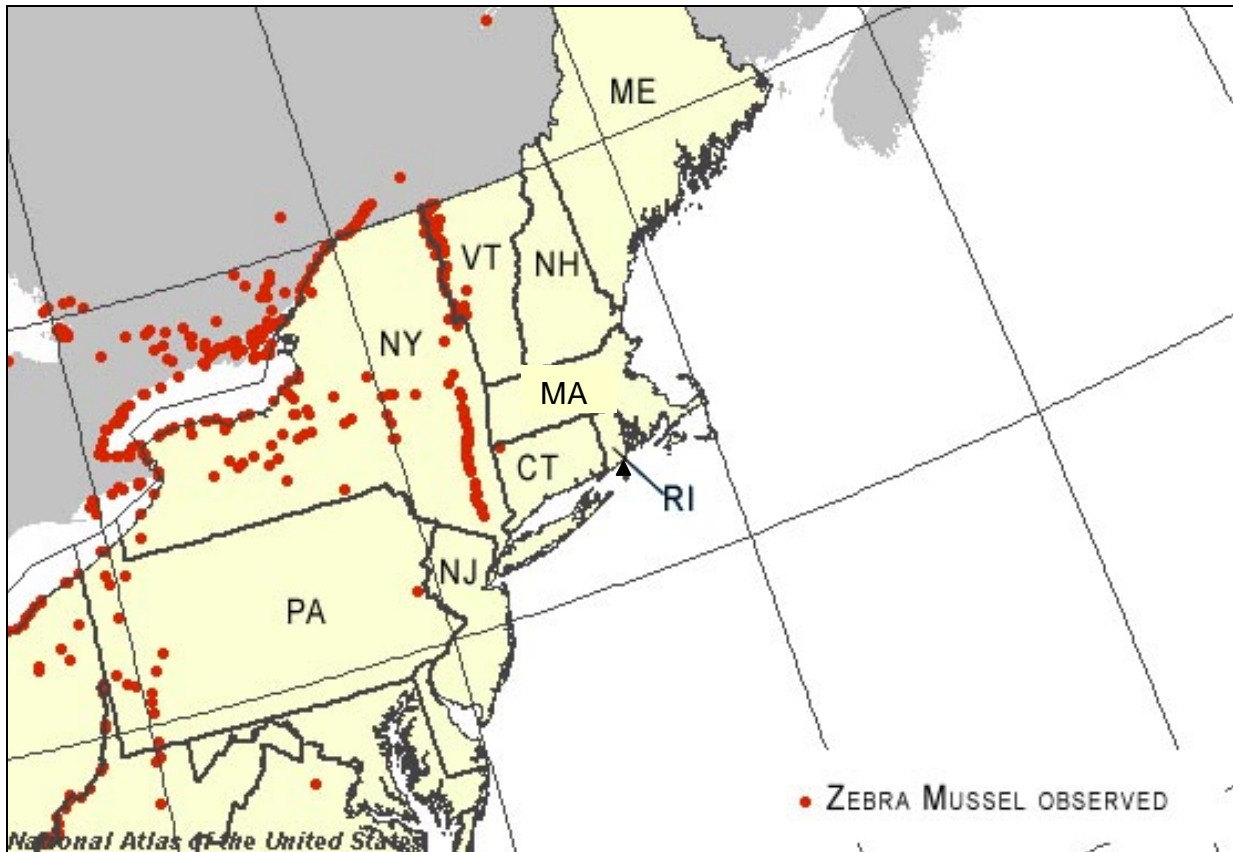 ME
VT
NH
NY
MA
CT
RI
NJ
PA
ZEBRA MUSSEL OBSERVED
National Atlas of the United States